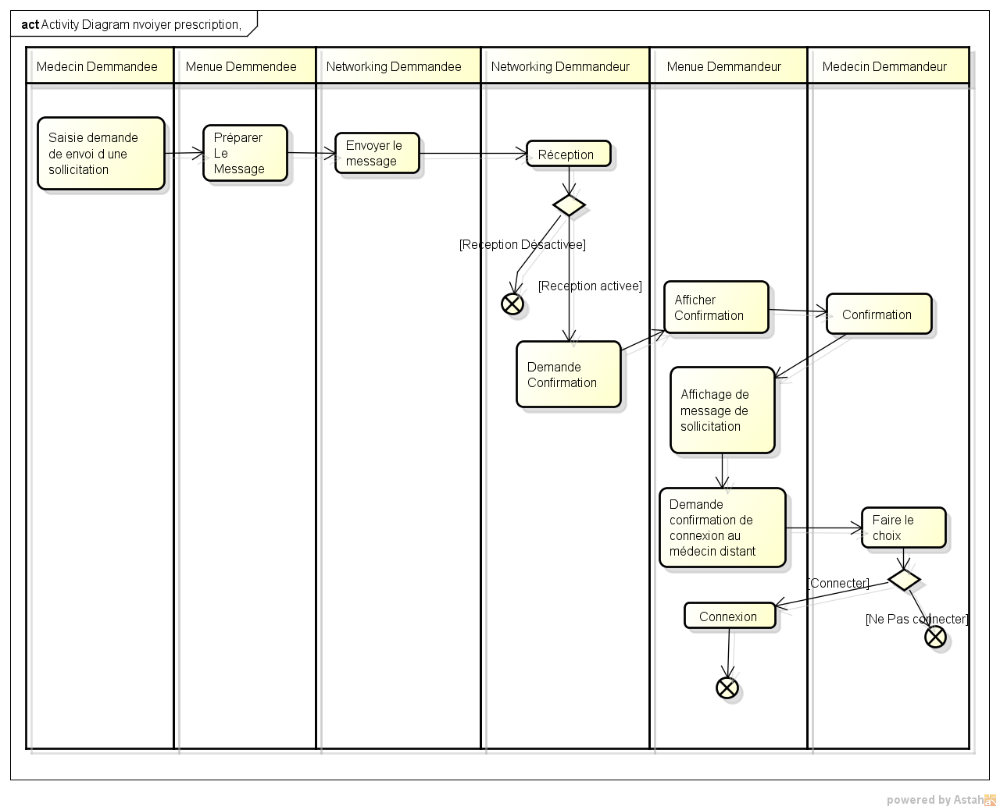 act Activity Diagram nvoiyer prescription,
Medecin Demmandee
Menue Demmendee
Networking Demmandee
Networking Demmandeur
Menue Demmandeur
Medecin Demmandeur
Saisie demande
de envoi d une
sollicitation
Préparer
Le
Message
Envoyer le
message
Réception
[Reception Désactivee]
[Reception activee]
Demande
Confirmation
Afficher
Confirmation
Confirmation
Affichage de
message de
sollicitation
Demande
confirmation de
connexion au
médecin distant
Faire le
choix
[Connecter]
[Ne Pas connecter]
Connexion
powered by Astah